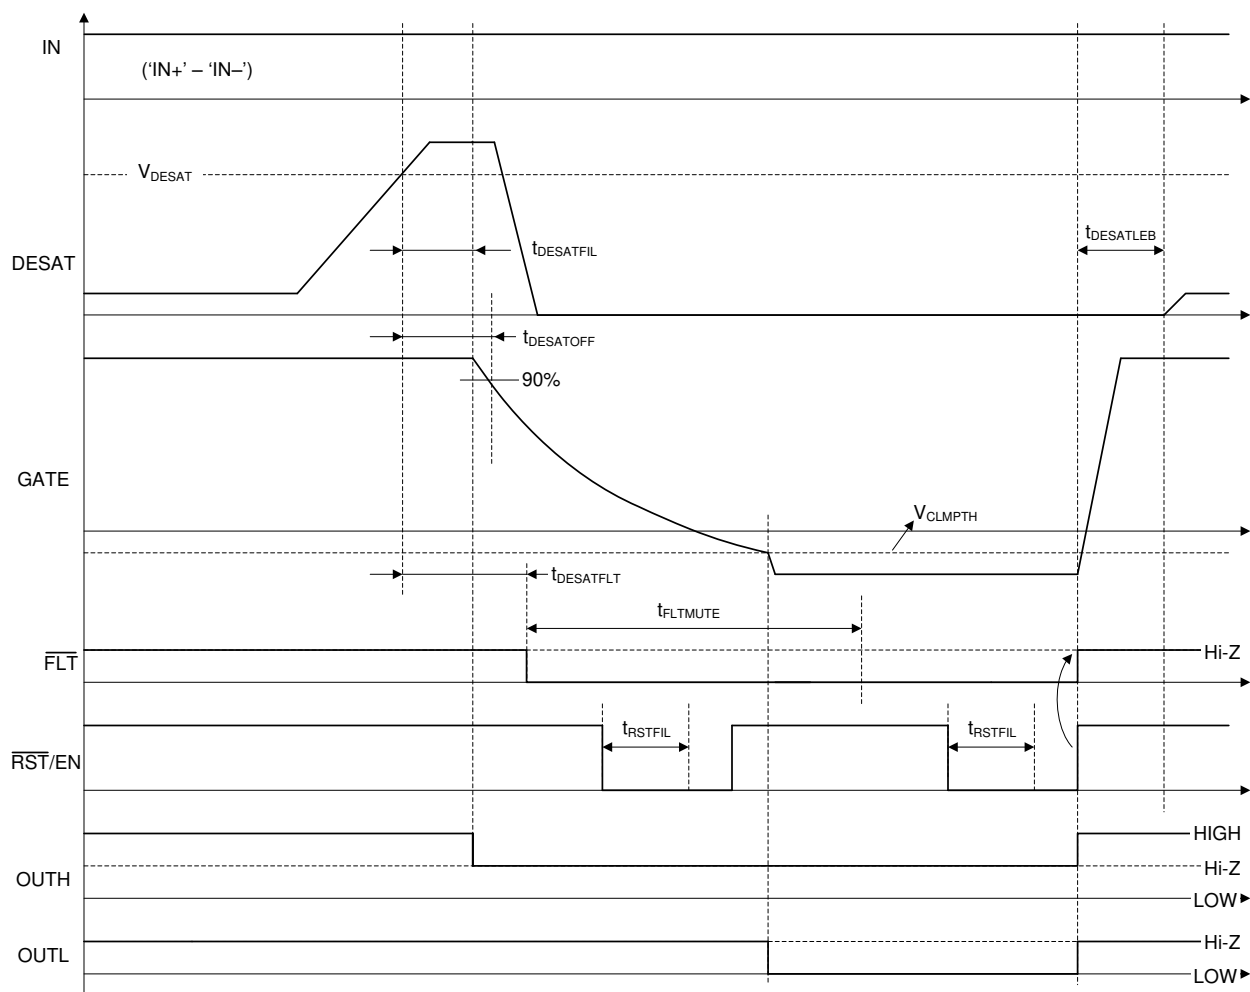 IN
(‘IN+’ – ‘IN–’)
VDESAT
tDESATLEB
tDESATFIL
DESAT
tDESATOFF
90%
GATE
VCLMPTH
tDESATFLT
tFLTMUTE
FLT
Hi-Z
tRSTFIL
tRSTFIL
RST/EN
HIGH
Hi-Z
OUTH
LOW
Hi-Z
OUTL
LOW